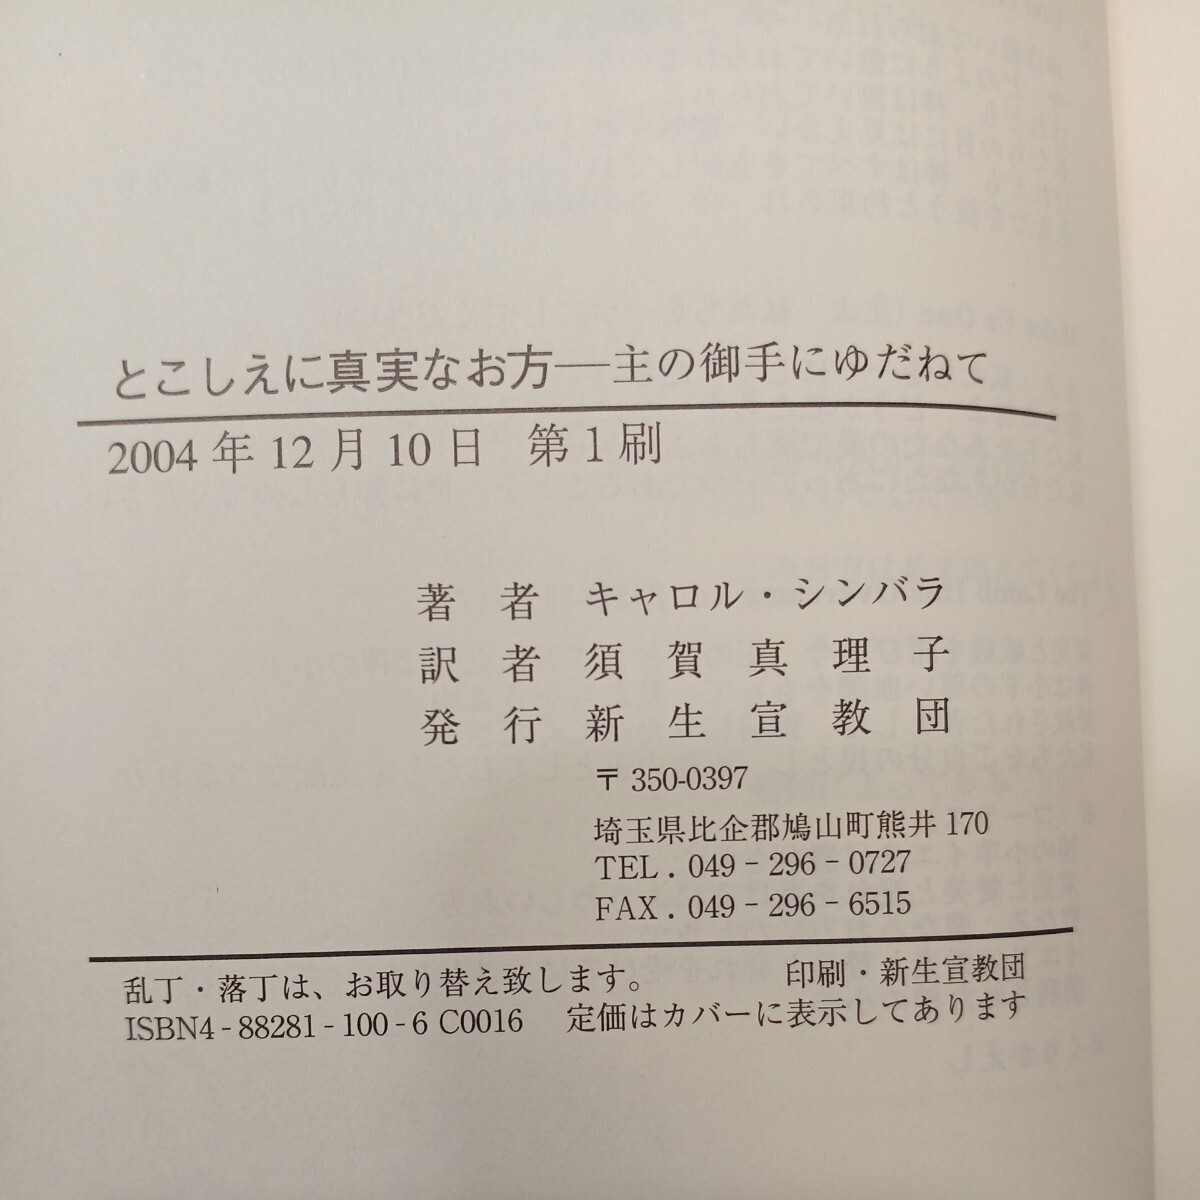 とこしえに真実なお方―主の御手にゆだねて
2004年12月10日 第1刷
著者 キャロル・シンバラ
訳者 須賀真理子
発行 新生宣教団
〒350-0397
埼玉県比企郡鳩山町熊井170
TEL. 049-296-0727
FAX. 049-296-6515
乱丁・落丁は、お取り替え致します。 印刷・新生宣教団
ISBN4-88281-100-6 C0016 定価はカバーに表示してあります